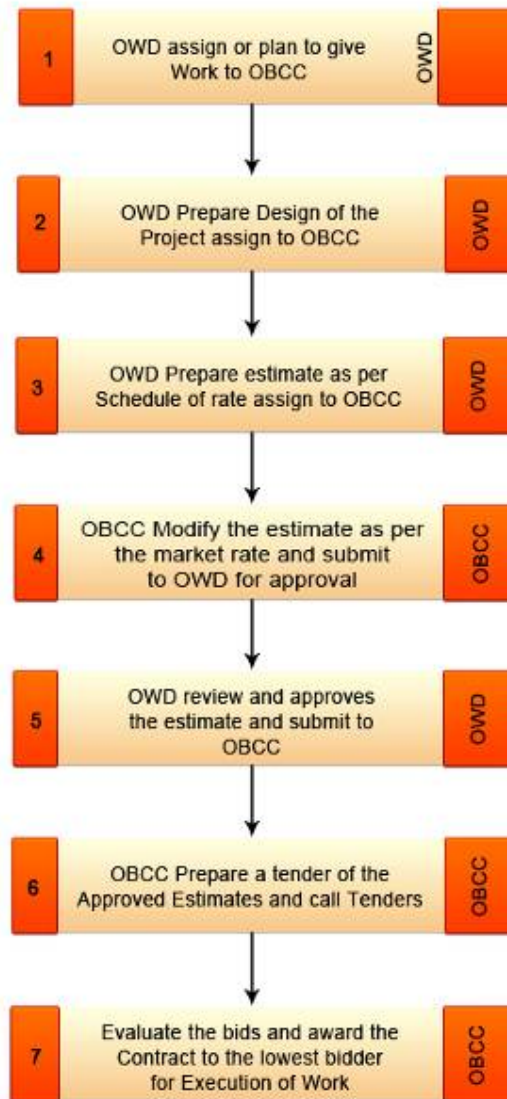 1
OWD assign or plan to give
Work to OBCC
OWD
2
OWD Prepare Design of the
Project assign to OBCC
OWD
3
OWD Prepare estimate as per
Schedule of rate assign to OBCC
OWD
4
OBCC Modify the estimate as per
the market rate and submit
to OWD for approval
OBCC
5
OWD review and approves
the estimate and submit to
OBCC
OWD
6
OBCC Prepare a tender of the
Approved Estimates and call Tenders
OBCC
7
Evaluate the bids and award the
Contract to the lowest bidder
for Execution of Work
OBCC